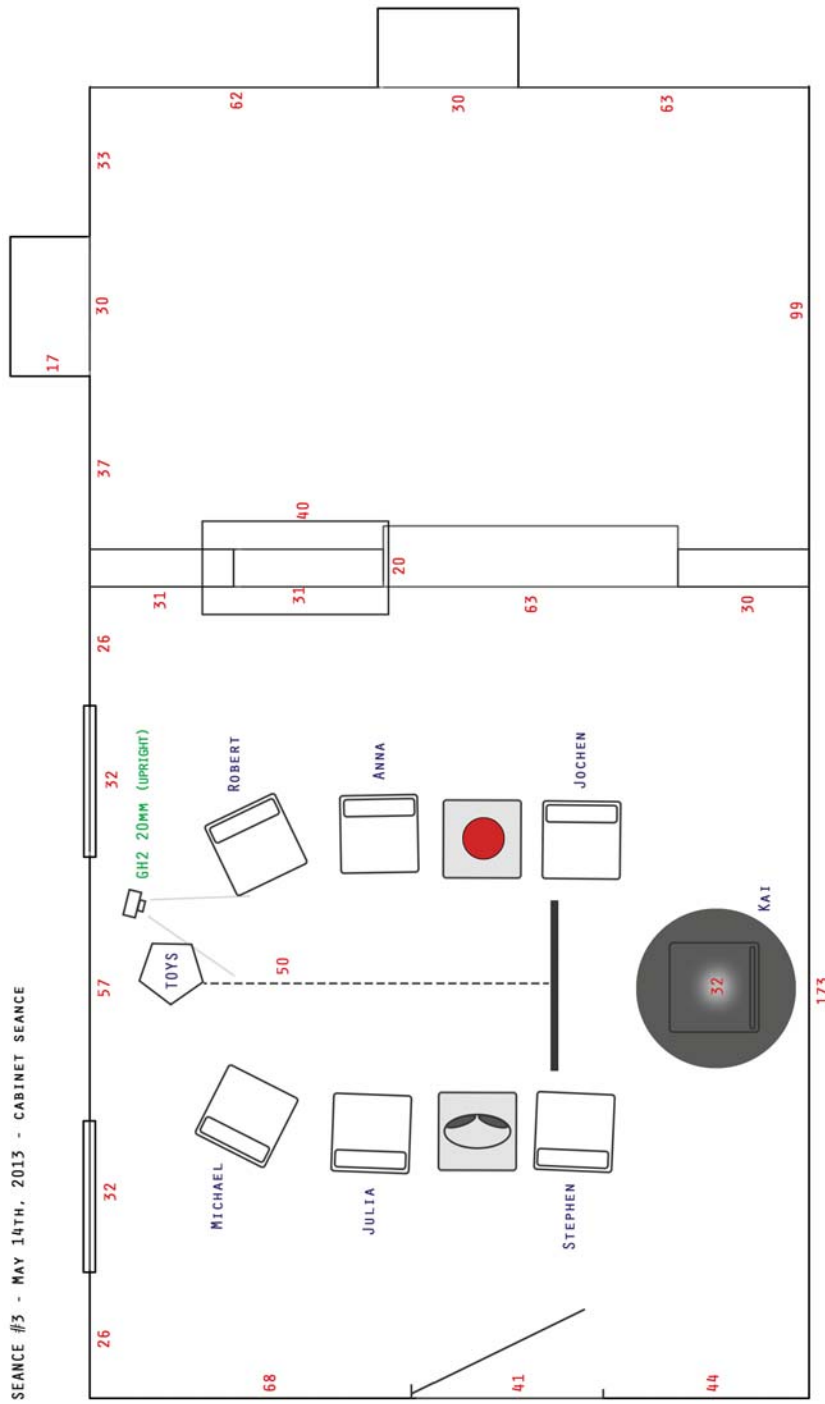 SEANCE #3 - MAY 14TH, 2013 - CABINET SEANCE
26
32
57
32
26
37
30
33
17
GH2 20MM (UPRIGHT)
TOYS
50
MICHAEL
ROBERT
JULIA
ANNA
STEPHEN
JOCHEN
KAI
32
68
41
44
31
31
40
20
63
30
62
30
63
173
99